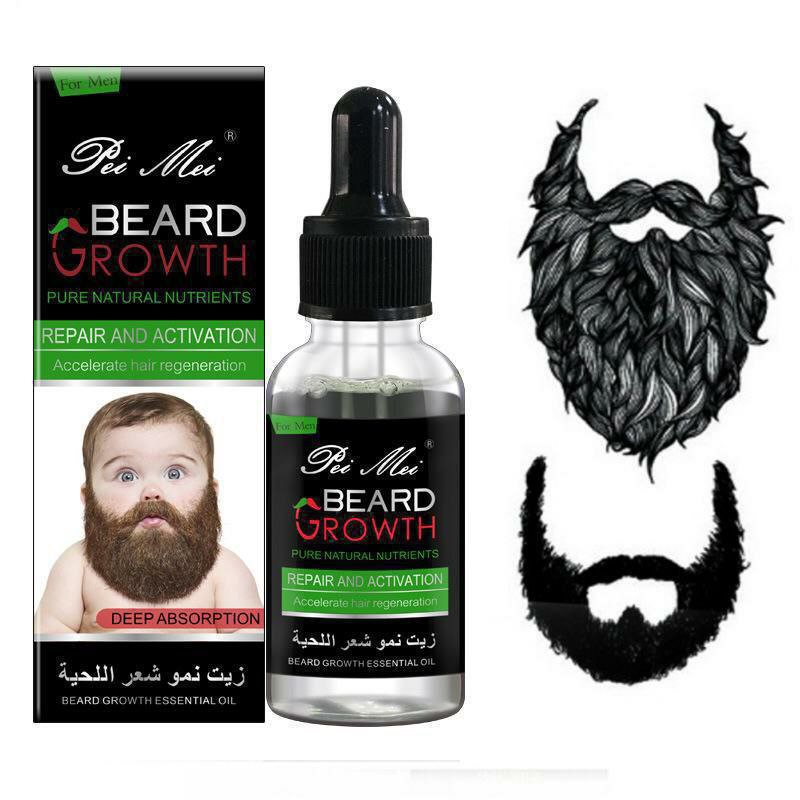 For Men
Pei Mei®
BEARD
GROWTH
PURE NATURAL NUTRIENTS
REPAIR AND ACTIVATION
Accelerate hair regeneration
DEEP ABSORPTION
زيت نمو شعر اللحية
BEARD GROWTH ESSENTIAL OIL
For Men
Pei Mei®
BEARD
GROWTH
PURE NATURAL NUTRIENTS
REPAIR AND ACTIVATION
Accelerate hair regeneration
زيت نمو شعر اللحية
BEARD GROWTH ESSENTIAL OIL